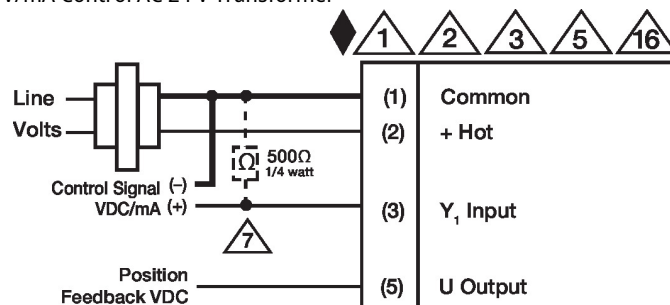 mA Control AC 24 V Transformer
1 2 3 5 16
Line
Volts
(1) Common
(2) + Hot
Ω 500Ω
1/4 watt
Control Signal (-)
VDC/mA (+)
(3) Y1 Input
7
Position
Feedback VDC
(5) U Output